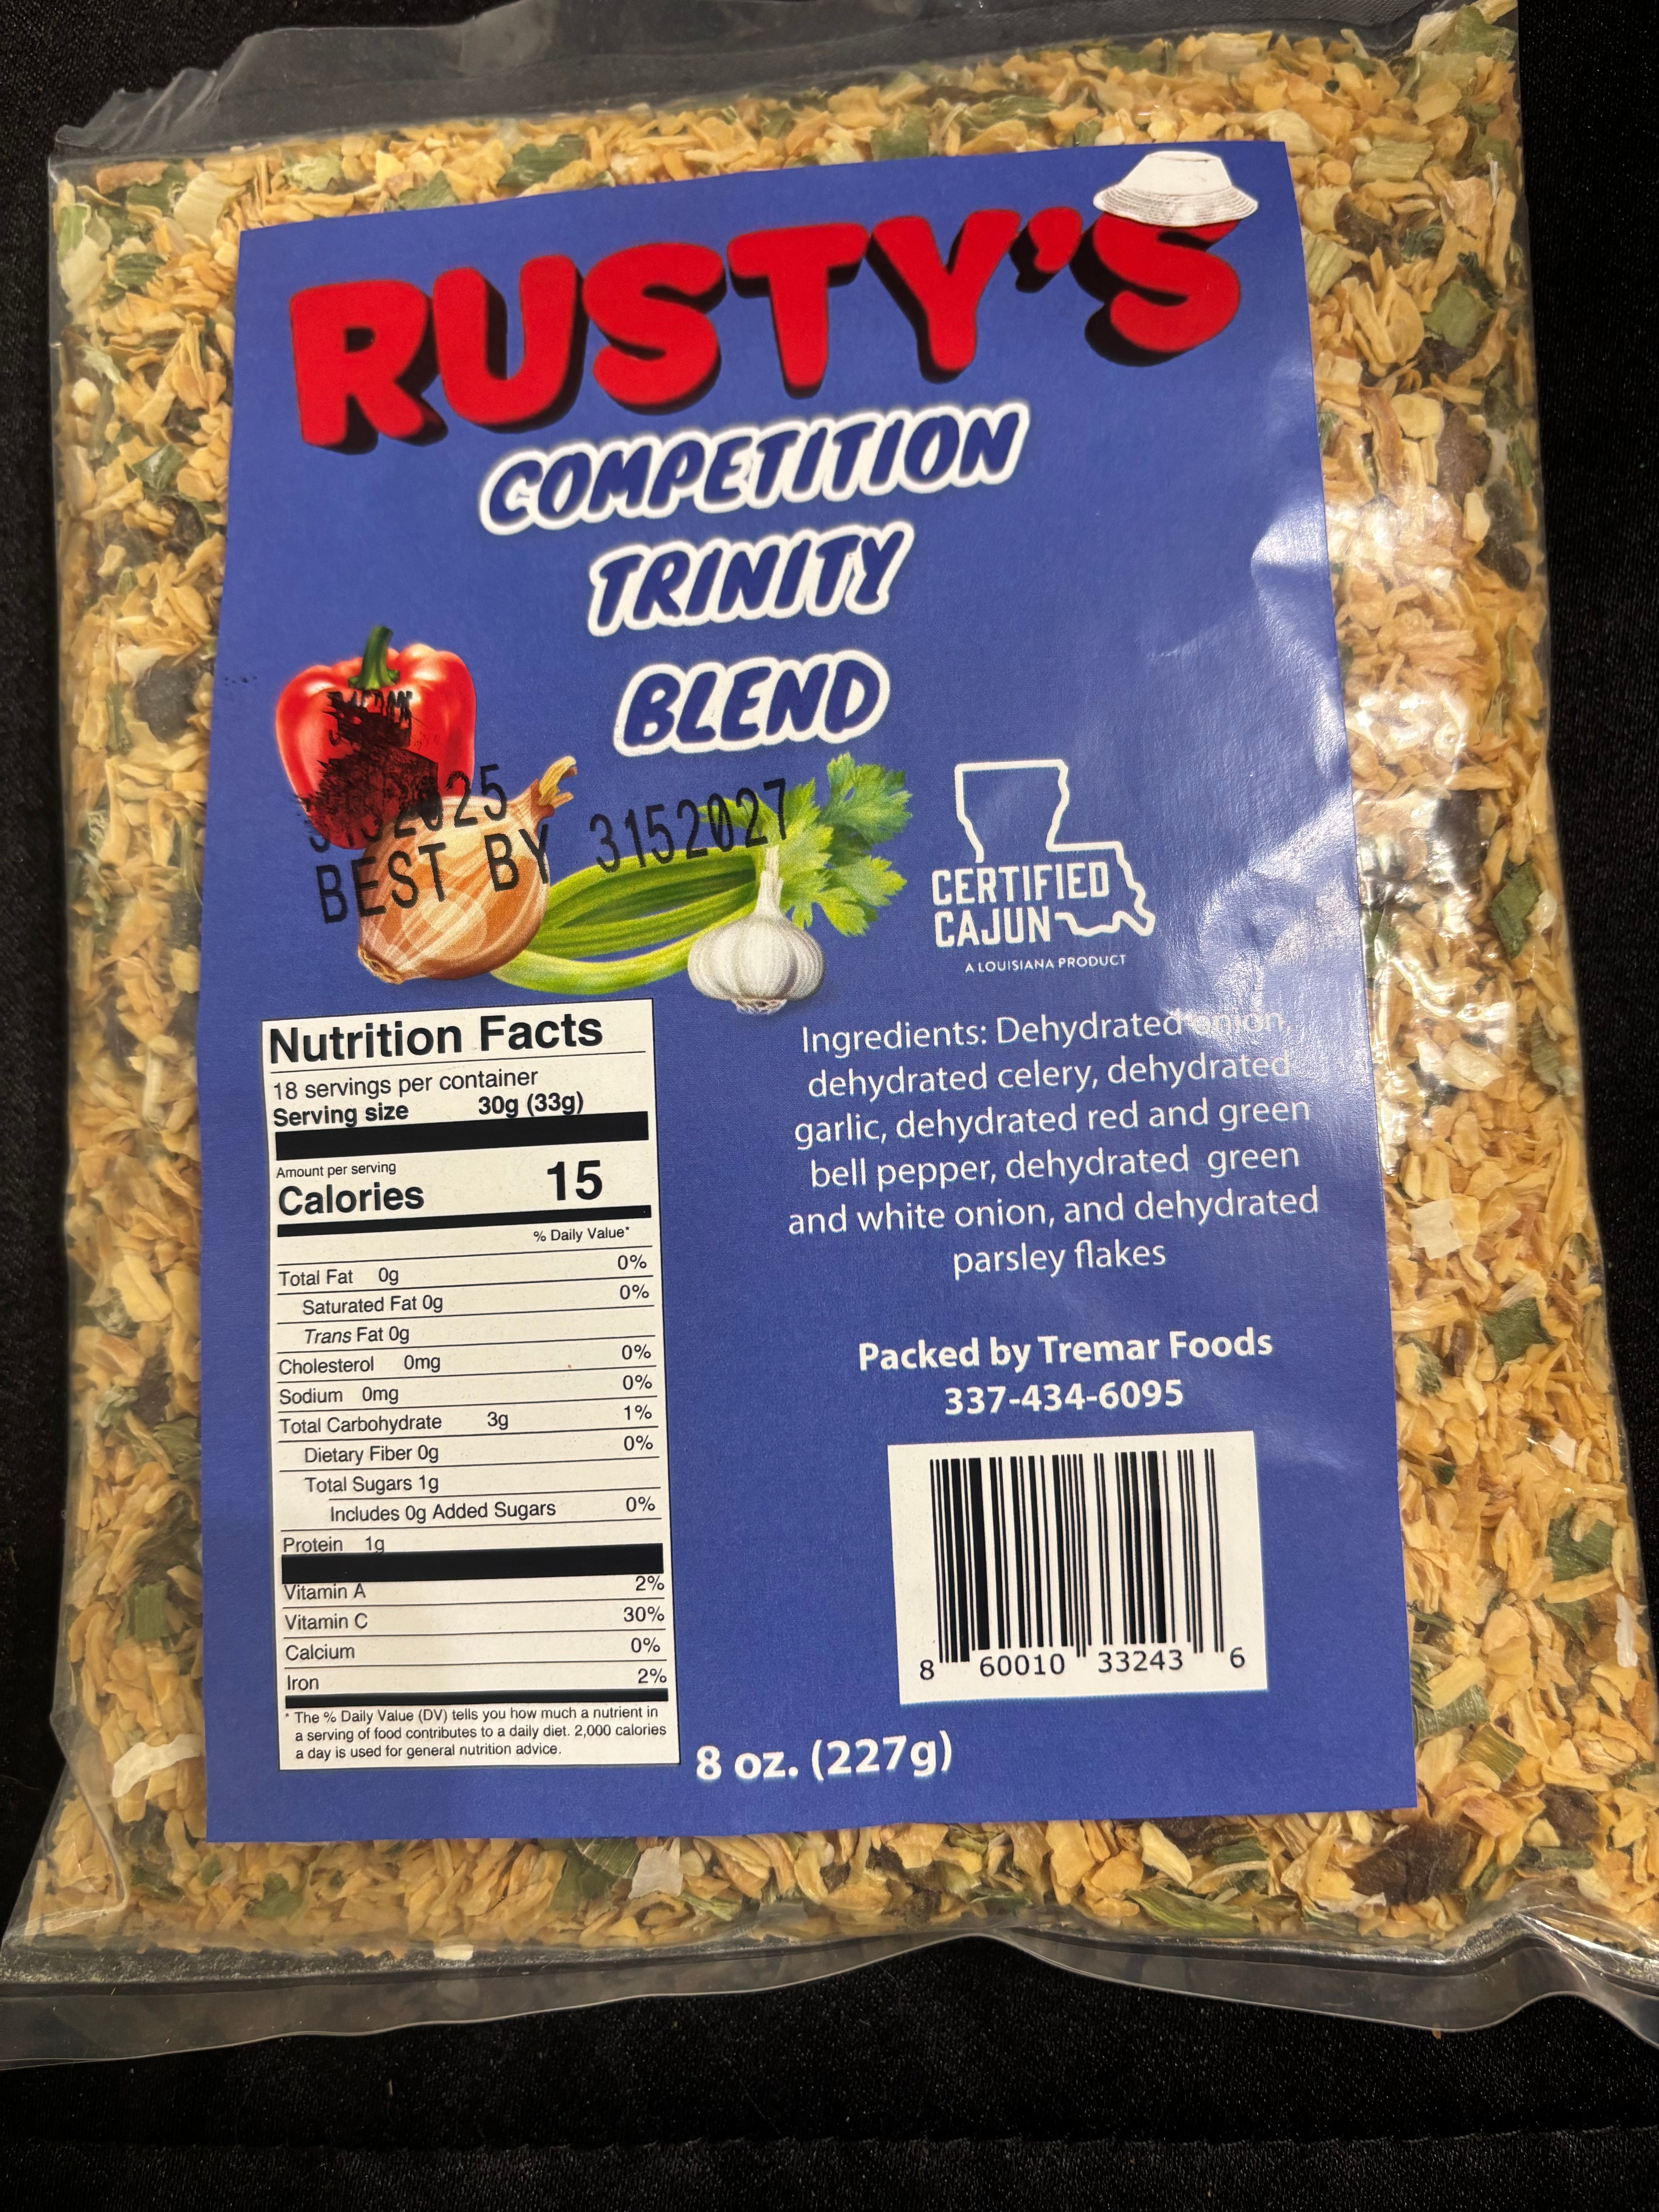 RUSTY'S
COMPETITION
TRINITY
BLEND
25
BEST BY 3152027
CERTIFIED
CAJUN
A LOUISIANA PRODUCT
Nutrition Facts
18 servings per container
Serving size 30g (33g)
Amount per serving
Calories 15
% Daily Value*
Total Fat 0g 0%
Saturated Fat 0g 0%
Trans Fat 0g
Cholesterol 0mg 0%
Sodium 0mg 0%
Total Carbohydrate 3g 1%
Dietary Fiber 0g 0%
Total Sugars 1g
Includes 0g Added Sugars 0%
Protein 1g
Vitamin A 2%
Vitamin C 30%
Calcium 0%
Iron 2%
* The % Daily Value (DV) tells you how much a nutrient in
a serving of food contributes to a daily diet. 2,000 calories
a day is used for general nutrition advice.
Ingredients: Dehydrated onion,
dehydrated celery, dehydrated
garlic, dehydrated red and green
bell pepper, dehydrated green
and white onion, and dehydrated
parsley flakes
Packed by Tremar Foods
337-434-6095
8 60010 33243 6
8 oz. (227g)